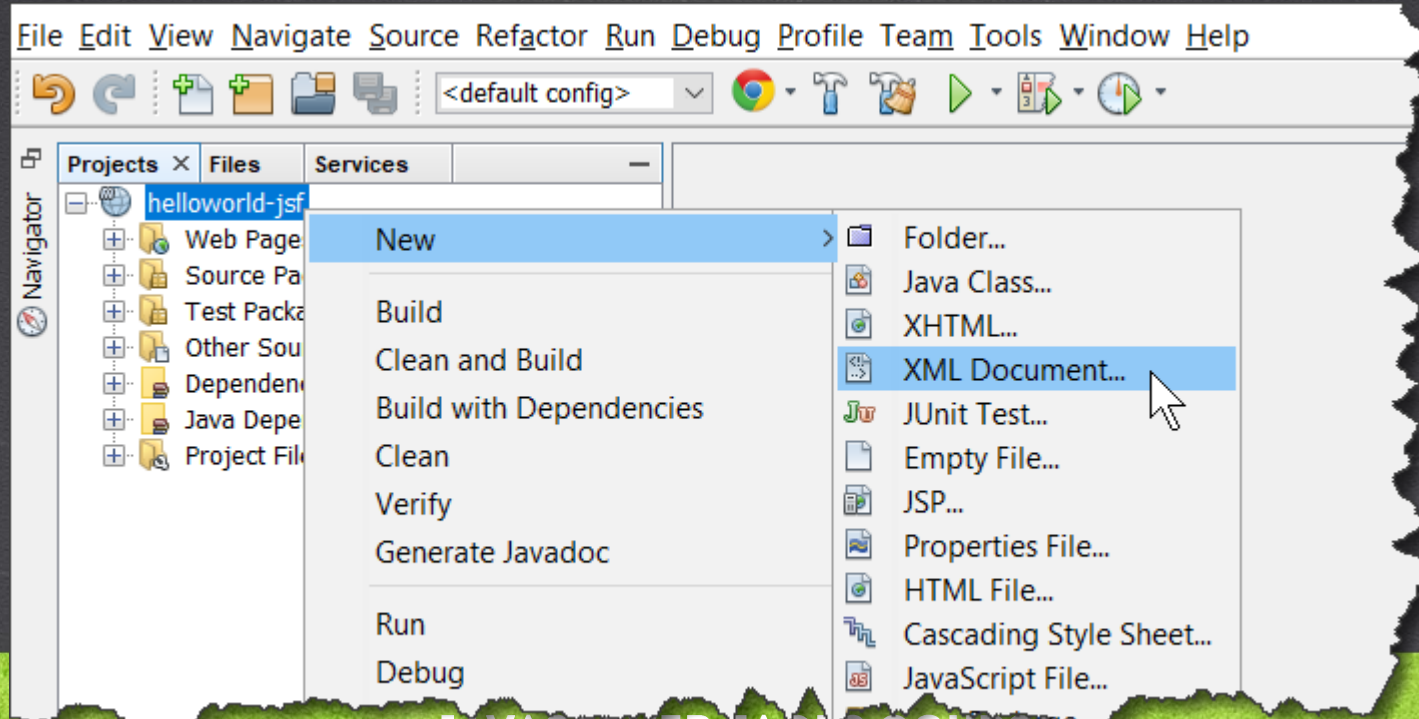 File Edit View Navigate Source Refactor Run Debug Profile Team Tools Window Help
<default config>
Projects Files Services
Navigator
helloworld-jsf
Web Page
Source Pa
Test Packa
Other Sou
Dependen
Java Depe
Project File
New
Build
Clean and Build
Build with Dependencies
Clean
Verify
Generate Javadoc
Run
Debug
Folder...
Java Class...
XHTML...
XML Document...
JUnit Test...
Empty File...
JSP...
Properties File...
HTML File...
Cascading Style Sheet...
JavaScript File...